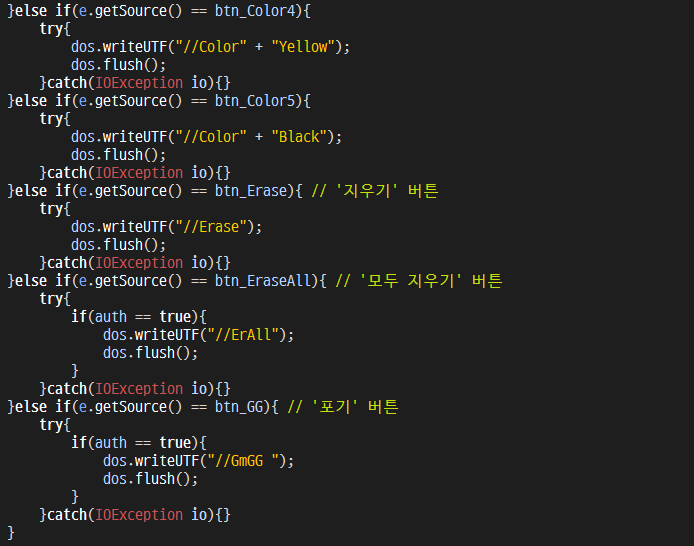 }else if(e.getSource() == btn_Color4){
    try{
        dos.writeUTF("//Color" + "Yellow");
        dos.flush();
    }catch(IOException io){}
}else if(e.getSource() == btn_Color5){
    try{
        dos.writeUTF("//Color" + "Black");
        dos.flush();
    }catch(IOException io){}
}else if(e.getSource() == btn_Erase){ // '지우기' 버튼
    try{
        dos.writeUTF("//Erase");
        dos.flush();
    }catch(IOException io){}
}else if(e.getSource() == btn_EraseAll){ // '모두 지우기' 버튼
    try{
        if(auth == true){
            dos.writeUTF("//ErAll");
            dos.flush();
        }
    }catch(IOException io){}
}else if(e.getSource() == btn_GG){ // '포기' 버튼
    try{
        if(auth == true){
            dos.writeUTF("//GmGG ");
            dos.flush();
        }
    }catch(IOException io){}
}